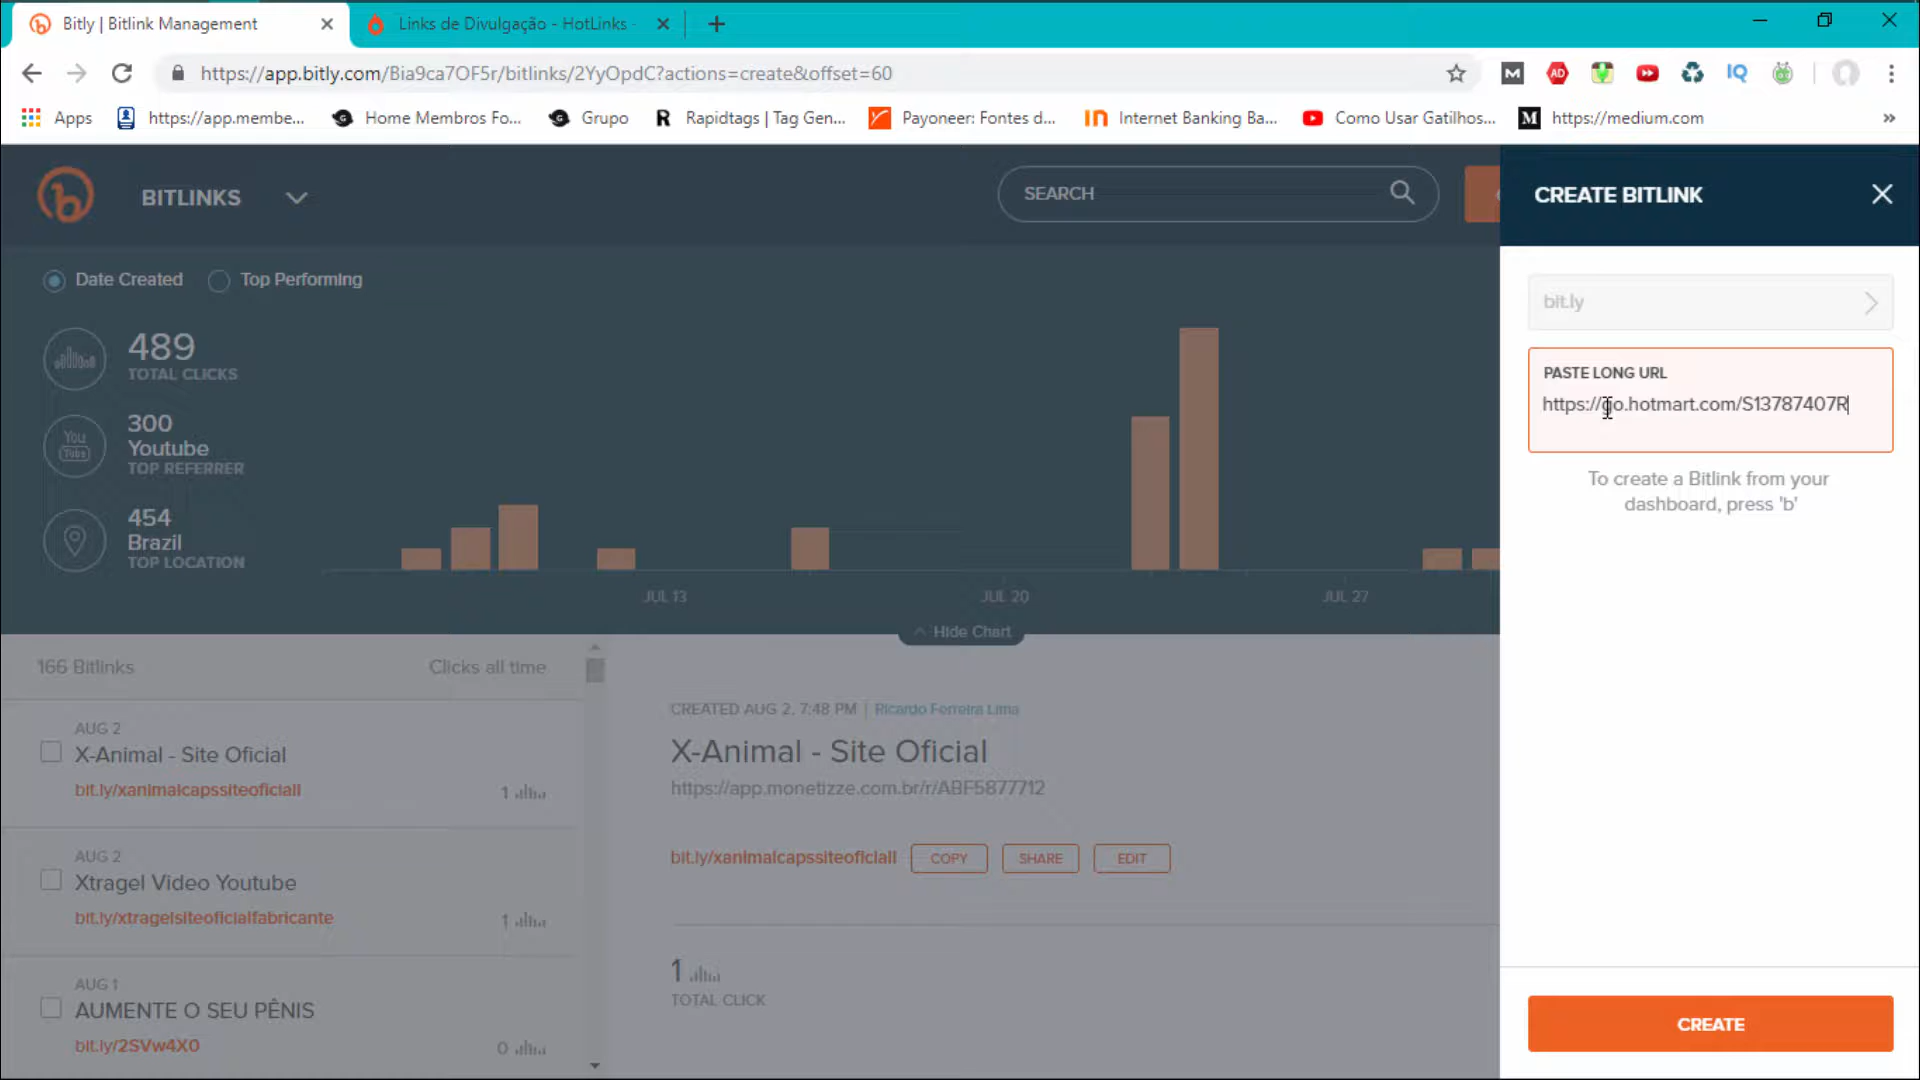 Bitly | Bitlink Management
Links de Divulgação - HotLinks -
https://app.bitly.com/Bia9ca7OF5r/bitlinks/2YyOpdC?actions=create&offset=60
Apps
https://app.membe...
Home Membros Fo...
Grupo
Rapidtags | Tag Gen...
Payoneer: Fontes d...
Internet Banking Ba...
Como Usar Gatilhos...
https://medium.com
BITLINKS
SEARCH
CREATE BITLINK
Date Created
Top Performing
489
TOTAL CLICKS
300
Youtube
TOP REFERRER
454
Brazil
TOP LOCATION
JUL 13
JUL 20
JUL 27
Hide Chart
bit.ly
PASTE LONG URL
https://go.hotmart.com/S13787407R
To create a Bitlink from your
dashboard, press 'b'
CREATE
166 Bitlinks
Clicks all time
AUG 2
X-Animal - Site Oficial
bit.ly/xanimalcapssiteoficiall
1
AUG 2
Xtragel Video Youtube
bit.ly/xtragelsiteoficialfabricante
1
AUG 1
AUMENTE O SEU PÊNIS
bit.ly/2SVw4X0
0
CREATED AUG 2, 7:48 PM | Ricardo Ferreira Lima
X-Animal - Site Oficial
https://app.monetizze.com.br/r/ABF5877712
bit.ly/xanimalcapssiteoficiall
COPY
SHARE
EDIT
1
TOTAL CLICK